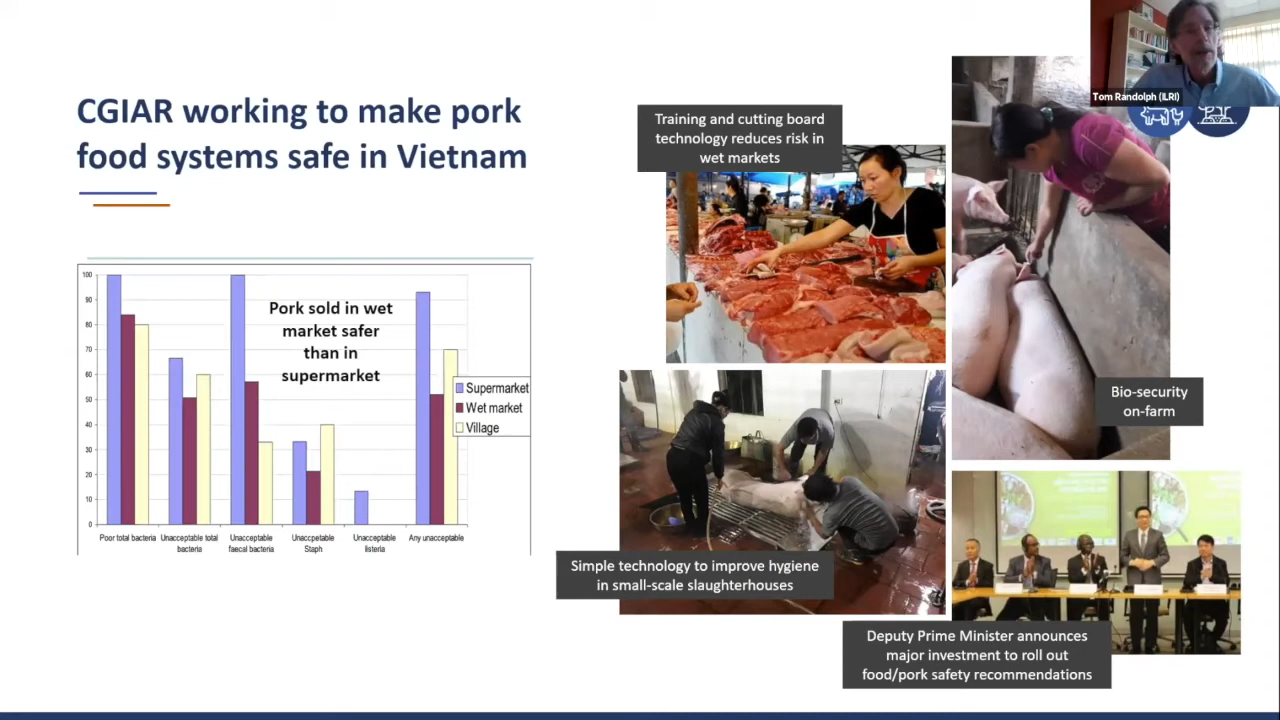 Tom Randolph (ILRI)
CGIAR working to make pork
food systems safe in Vietnam
Training and cutting board
technology reduces risk in
wet markets
100
90
80
70
60
50
40
30
20
10
0
Pork sold in wet
market safer
than in
supermarket
Supermarket
Wet market
Village
Poor total bacteria
Unacceptable total
bacteria
Unacceptable
faecal bacteria
Unaccpetable
Staph
Unacceptable
listeria
Any unacceptable
Bio-security
on-farm
Simple technology to improve hygiene
in small-scale slaughterhouses
Deputy Prime Minister announces
major investment to roll out
food/pork safety recommendations